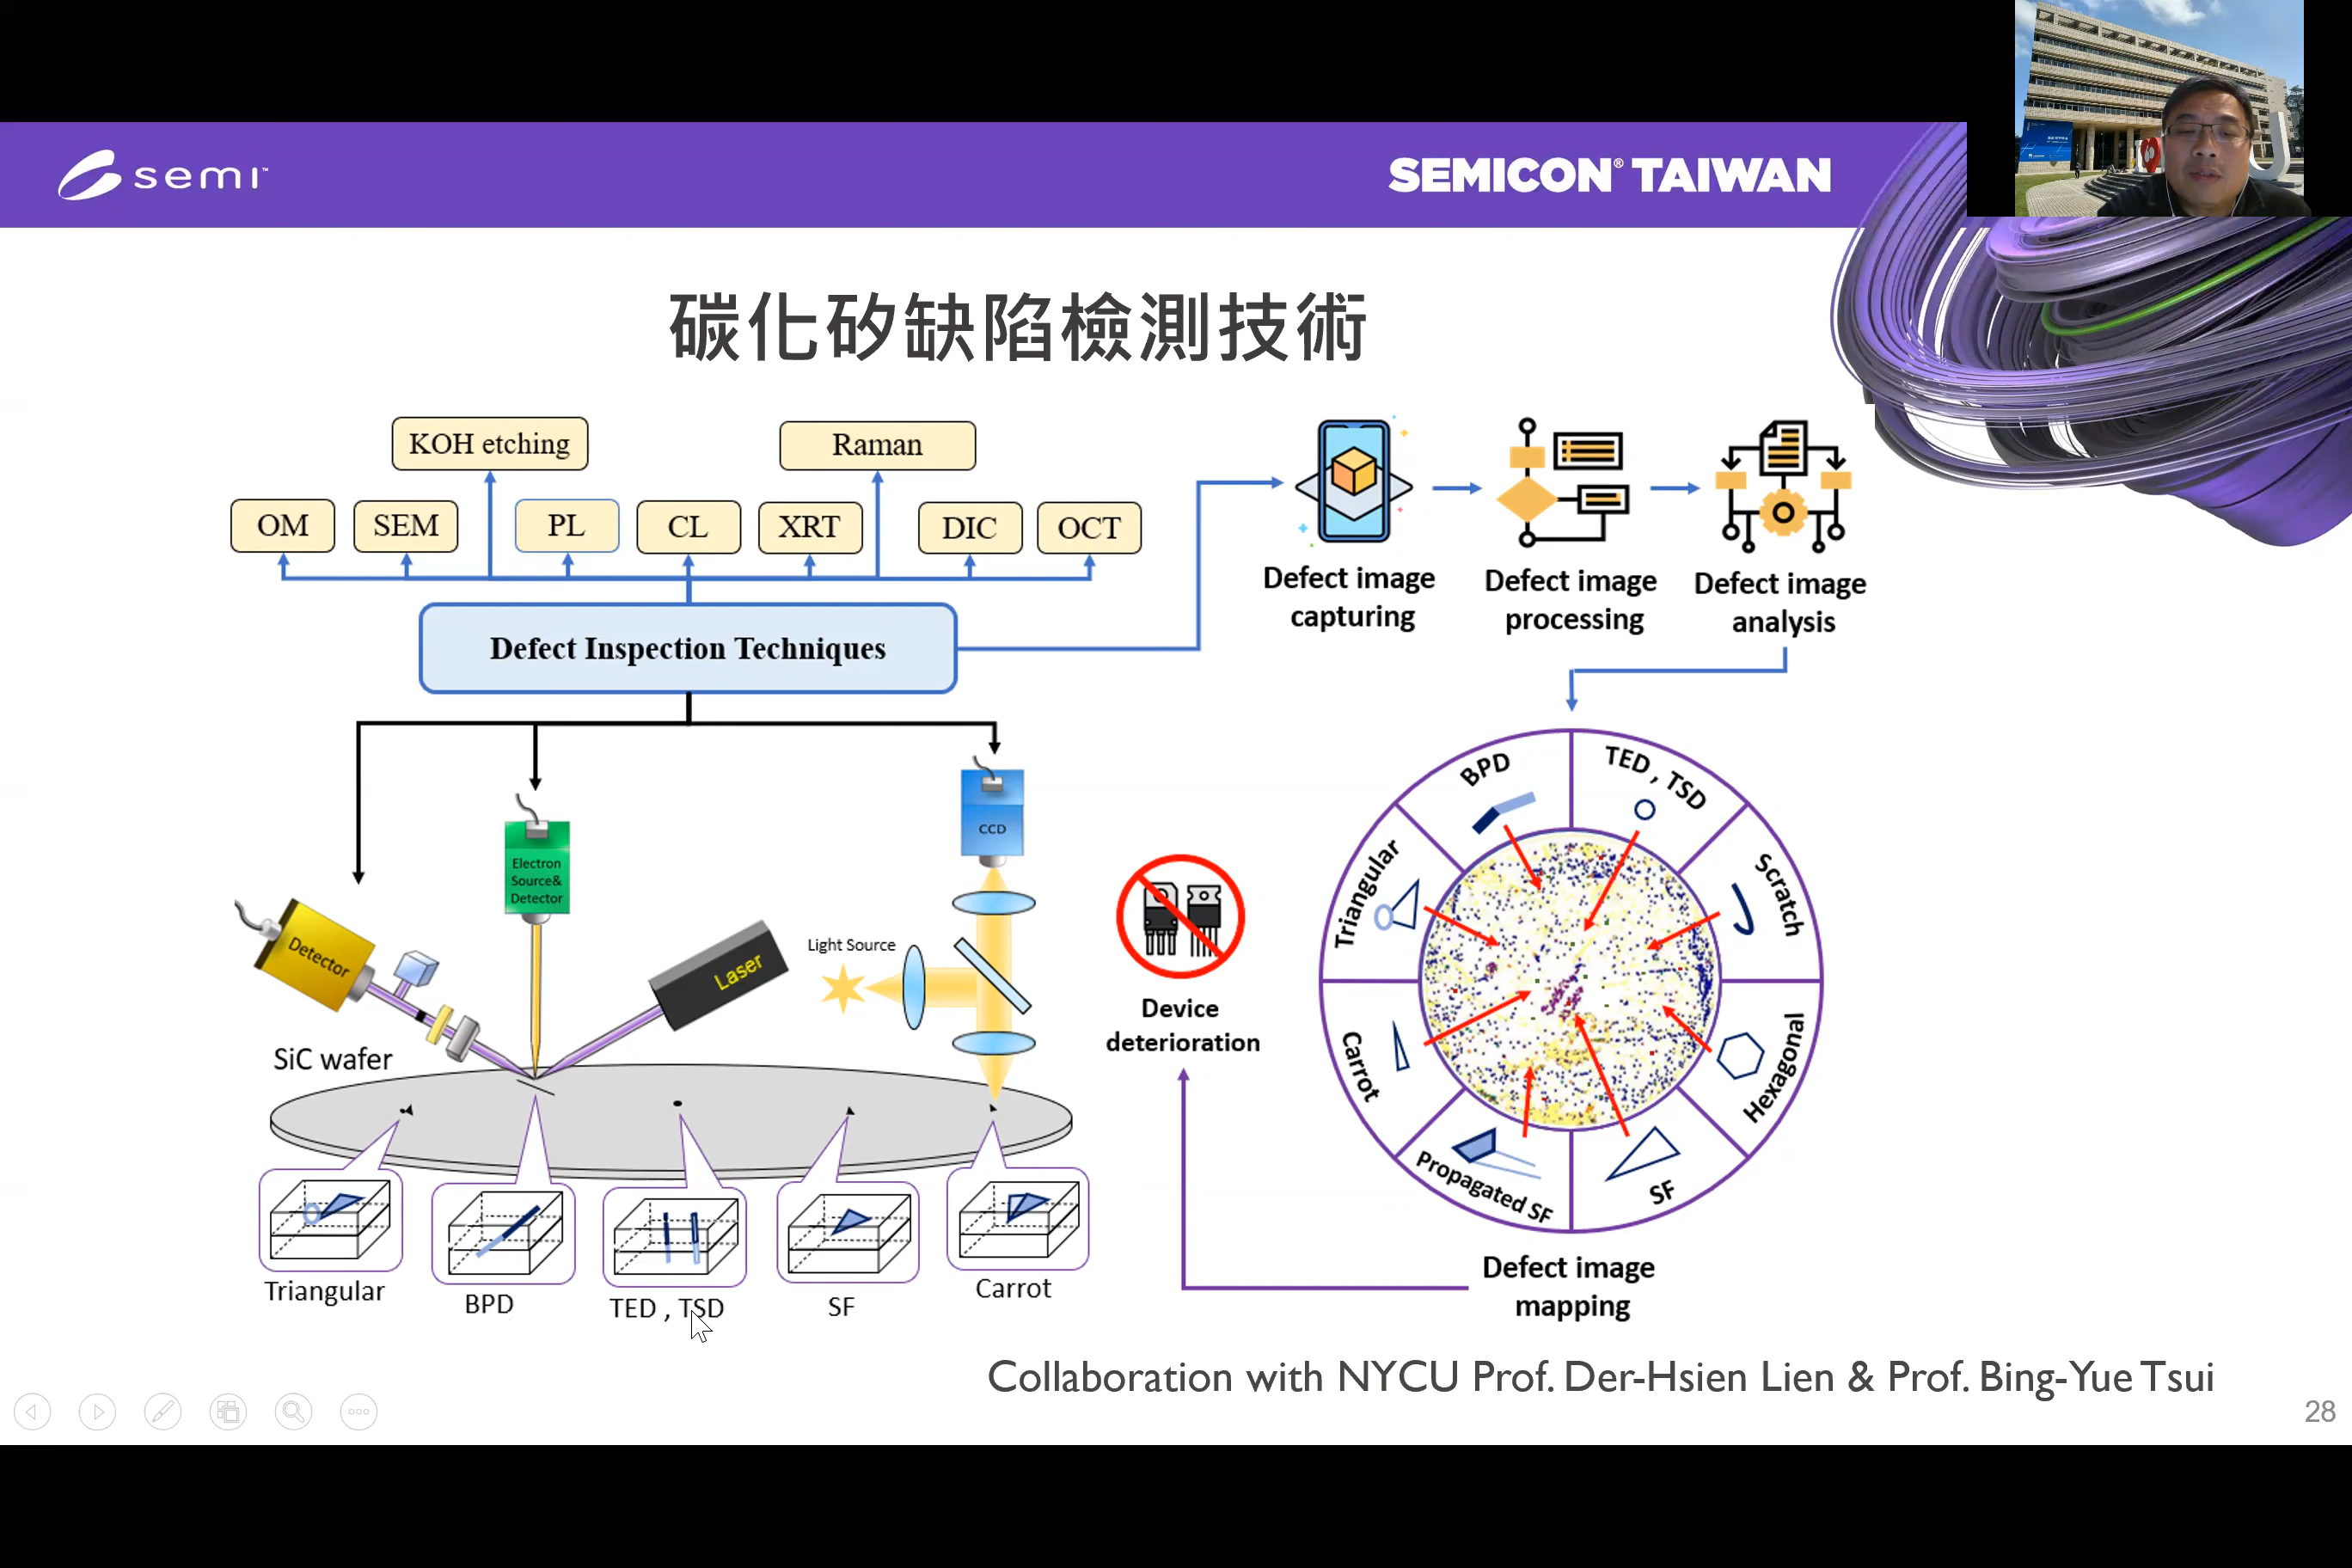 semi™
SEMICON® TAIWAN
碳化矽缺陷檢測技術
KOH etching
Raman
OM
SEM
PL
CL
XRT
DIC
OCT
Defect Inspection Techniques
Defect image
capturing
Defect image
processing
Defect image
analysis
CCD
Electron
Source&
Detector
Detector
Laser
Light Source
SiC wafer
Triangular
BPD
TED , TSD
SF
Carrot
Device
deterioration
BPD
TED , TSD
Scratch
Hexagonal
SF
Propagated SF
Carrot
Triangular
Defect image
mapping
Collaboration with NYCU Prof. Der-Hsien Lien & Prof. Bing-Yue Tsui
28